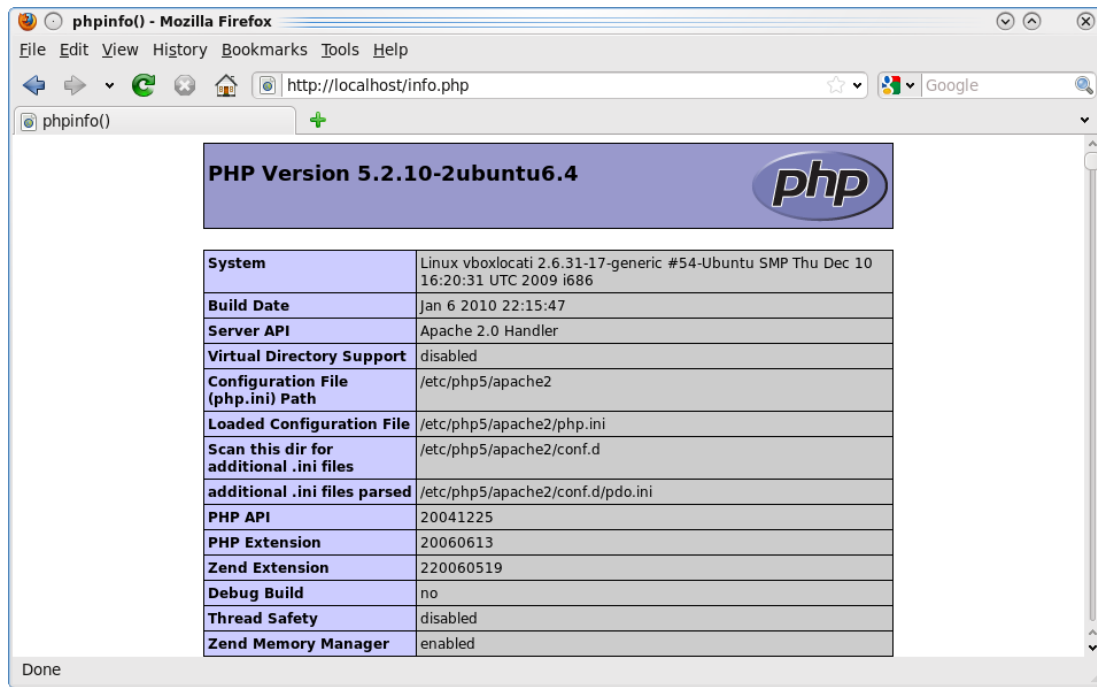 phpinfo() - Mozilla Firefox
File Edit View History Bookmarks Tools Help
http://localhost/info.php
Google
phpinfo()
PHP Version 5.2.10-2ubuntu6.4
php
System
Linux vboxlocati 2.6.31-17-generic #54-Ubuntu SMP Thu Dec 10
16:20:31 UTC 2009 i686
Build Date
Jan 6 2010 22:15:47
Server API
Apache 2.0 Handler
Virtual Directory Support
disabled
Configuration File
(php.ini) Path
/etc/php5/apache2
Loaded Configuration File
/etc/php5/apache2/php.ini
Scan this dir for
additional .ini files
/etc/php5/apache2/conf.d
additional .ini files parsed
/etc/php5/apache2/conf.d/pdo.ini
PHP API
20041225
PHP Extension
20060613
Zend Extension
220060519
Debug Build
no
Thread Safety
disabled
Zend Memory Manager
enabled
Done